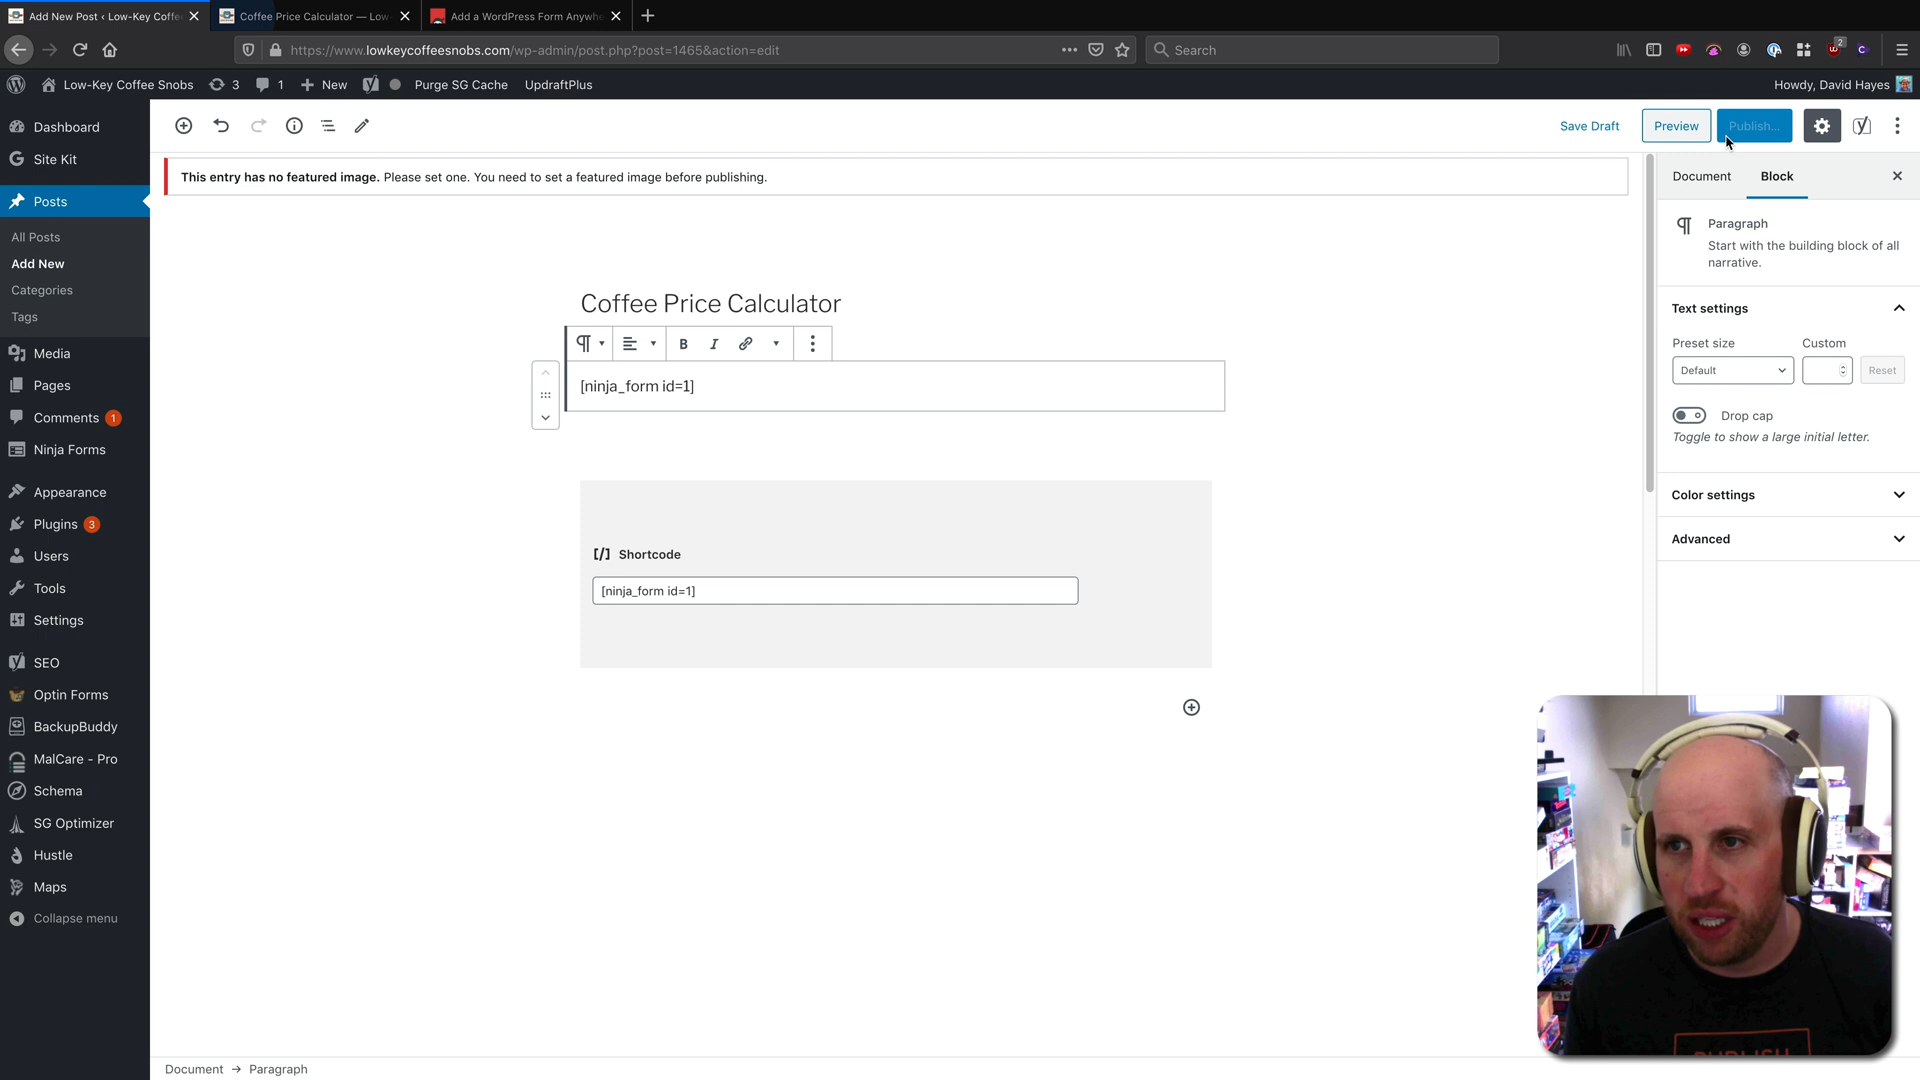 Add New Post ‹ Low-Key Coffe
Coffee Price Calculator — Low-
Add a WordPress Form Anywhe
https://www.lowkeycoffeesnobs.com/wp-admin/post.php?post=1465&action=edit
Search
2
Low-Key Coffee Snobs
3
1
New
Purge SG Cache
UpdraftPlus
Howdy, David Hayes
Dashboard
Site Kit
Posts
All Posts
Add New
Categories
Tags
Media
Pages
Comments 1
Ninja Forms
Appearance
Plugins 3
Users
Tools
Settings
SEO
Optin Forms
BackupBuddy
MalCare - Pro
Schema
SG Optimizer
Hustle
Maps
Collapse menu
Save Draft
Preview
Publish...
This entry has no featured image. Please set one. You need to set a featured image before publishing.
Coffee Price Calculator
B I
[ninja_form id=1]
[/] Shortcode
[ninja_form id=1]
Document
Block
Paragraph
Start with the building block of all
narrative.
Text settings
Preset size
Custom
Default
Reset
Drop cap
Toggle to show a large initial letter.
Color settings
Advanced
PUBLISH
Document → Paragraph